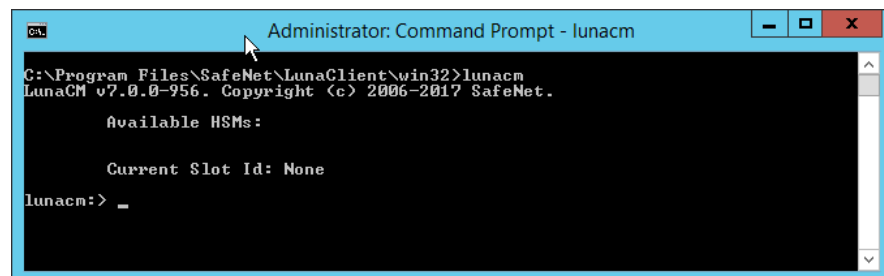 Administrator: Command Prompt - lunacm
C:\Program Files\SafeNet\LunaClient\win32>lunacm
LunaCM v7.0.0-956. Copyright (c) 2006-2017 SafeNet.
Available HSMs:
Current Slot Id: None
lunacm:> _